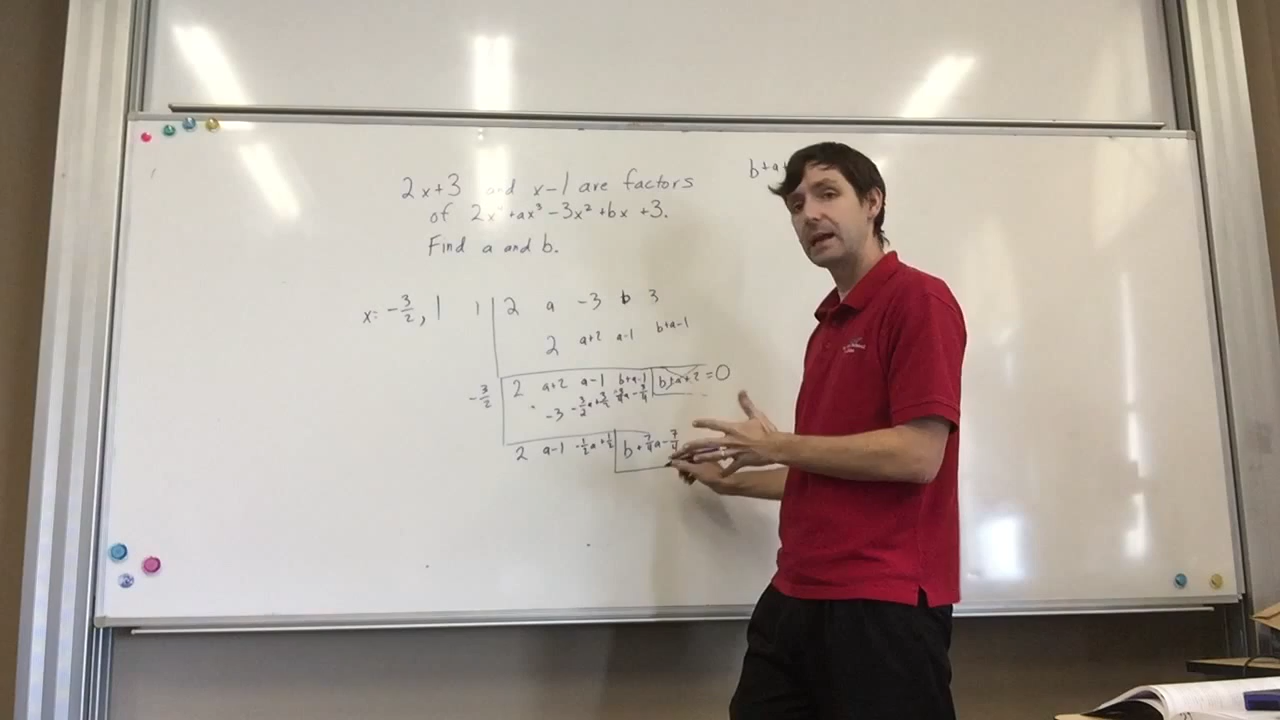 2x+3 and x-1 are factors
of 2x⁴+ax³-3x²+bx+3.
Find a and b.
b+a+
x=-3/2, 1
1 2 a -3 b 3
2 a+2 a-1 b+a-1
-3/2 2 a+2 a-1 b+a-1 b+a+2 =0
-3 -3/2a+3/2 -3/4
2 a-1 -1/2a+1/2 b+7/4a-7/4